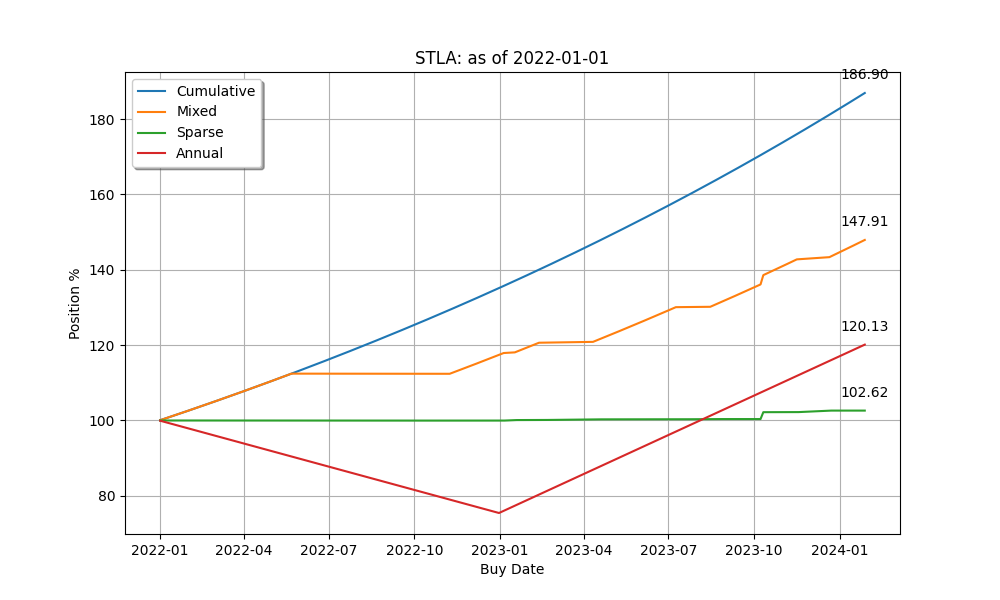 STLA: as of 2022-01-01
186.90
Cumulative
Mixed
Sparse
Annual
180
160
147.91
140
120.13
120
102.62
100
80
Position %
2022-01 2022-04 2022-07 2022-10 2023-01 2023-04 2023-07 2023-10 2024-01
Buy Date